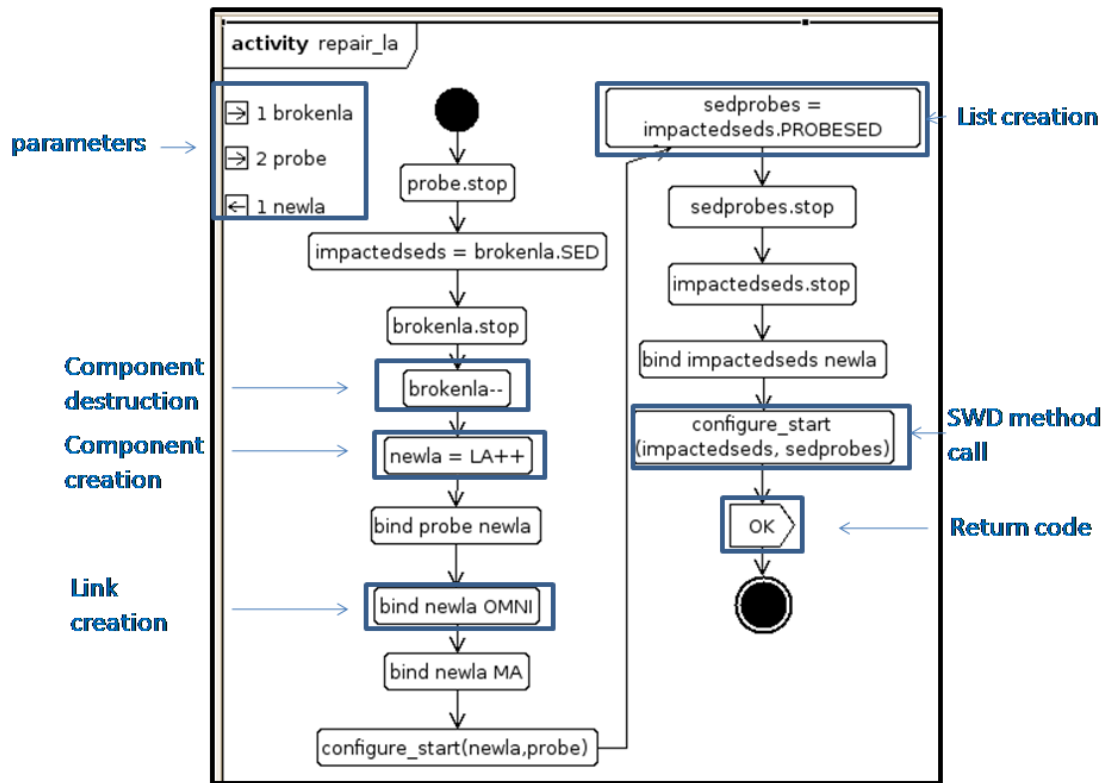 activity repair_la
parameters
1 brokenla
2 probe
1 newla
probe.stop
impactedseds = brokenla.SED
brokenla.stop
Component
destruction
brokenla--
Component
creation
newla = LA++
bind probe newla
Link
creation
bind newla OMNI
bind newla MA
configure_start(newla,probe)
sedprobes =
impactedseds.PROBESED
List creation
sedprobes.stop
impactedseds.stop
bind impactedseds newla
configure_start
(impactedseds, sedprobes)
SWD method
call
OK
Return code